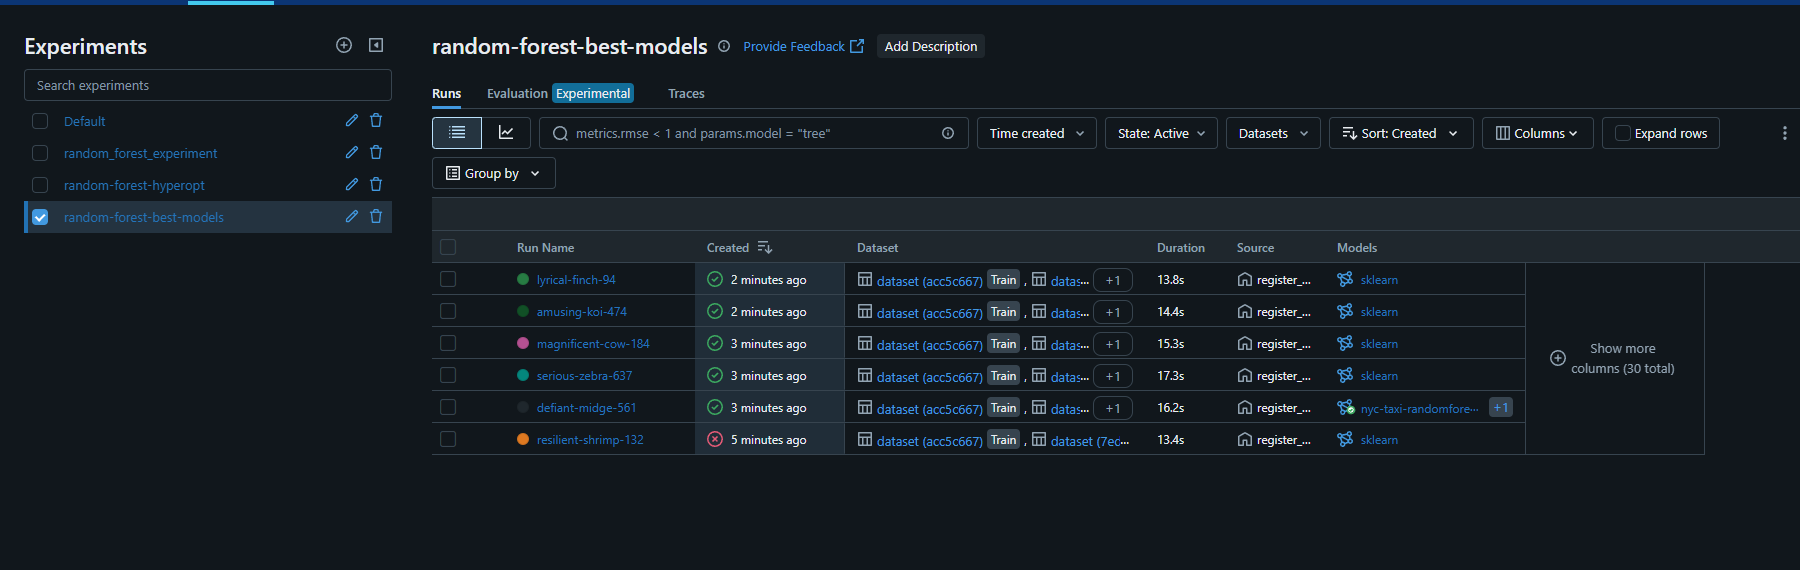 Experiments
Search experiments
Default
random_forest_experiment
random-forest-hyperopt
random-forest-best-models
random-forest-best-models Provide Feedback Add Description
Runs Evaluation Experimental Traces
metrics.rmse < 1 and params.model = "tree" Time created State: Active Datasets Sort: Created Columns Expand rows
Group by
Run Name Created Dataset Duration Source Models
lyrical-finch-94 2 minutes ago dataset (acc5c667) Train , datas... +1 13.8s register_... sklearn
amusing-koi-474 2 minutes ago dataset (acc5c667) Train , datas... +1 14.4s register_... sklearn
magnificent-cow-184 3 minutes ago dataset (acc5c667) Train , datas... +1 15.3s register_... sklearn
serious-zebra-637 3 minutes ago dataset (acc5c667) Train , datas... +1 17.3s register_... sklearn
defiant-midge-561 3 minutes ago dataset (acc5c667) Train , datas... +1 16.2s register_... nyc-taxi-randomfore... +1
resilient-shrimp-132 5 minutes ago dataset (acc5c667) Train , dataset (7ec... 13.4s register_... sklearn
Show more
columns (30 total)